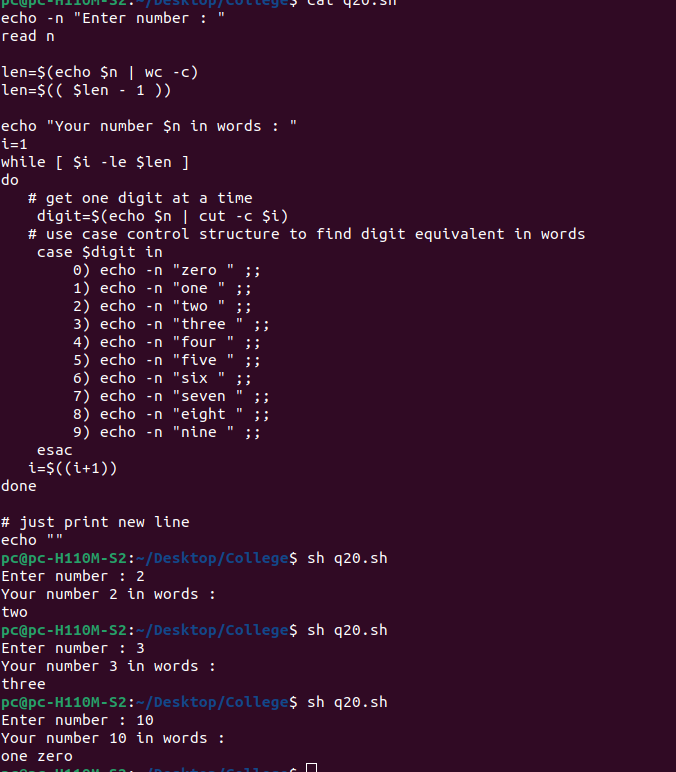 pc@pc-H110M-S2:~/Desktop/College$ cat q20.sh
echo -n "Enter number : "
read n

len=$(echo $n | wc -c)
len=$(( $len - 1 ))

echo "Your number $n in words : "
i=1
while [ $i -le $len ]
do
   # get one digit at a time
    digit=$(echo $n | cut -c $i)
   # use case control structure to find digit equivalent in words
    case $digit in
        0) echo -n "zero " ;;
        1) echo -n "one " ;;
        2) echo -n "two " ;;
        3) echo -n "three " ;;
        4) echo -n "four " ;;
        5) echo -n "five " ;;
        6) echo -n "six " ;;
        7) echo -n "seven " ;;
        8) echo -n "eight " ;;
        9) echo -n "nine " ;;
    esac
   i=$((i+1))
done

# just print new line
echo ""
pc@pc-H110M-S2:~/Desktop/College$ sh q20.sh
Enter number : 2
Your number 2 in words :
two
pc@pc-H110M-S2:~/Desktop/College$ sh q20.sh
Enter number : 3
Your number 3 in words :
three
pc@pc-H110M-S2:~/Desktop/College$ sh q20.sh
Enter number : 10
Your number 10 in words :
one zero
pc@pc-H110M-S2:~/Desktop/College$